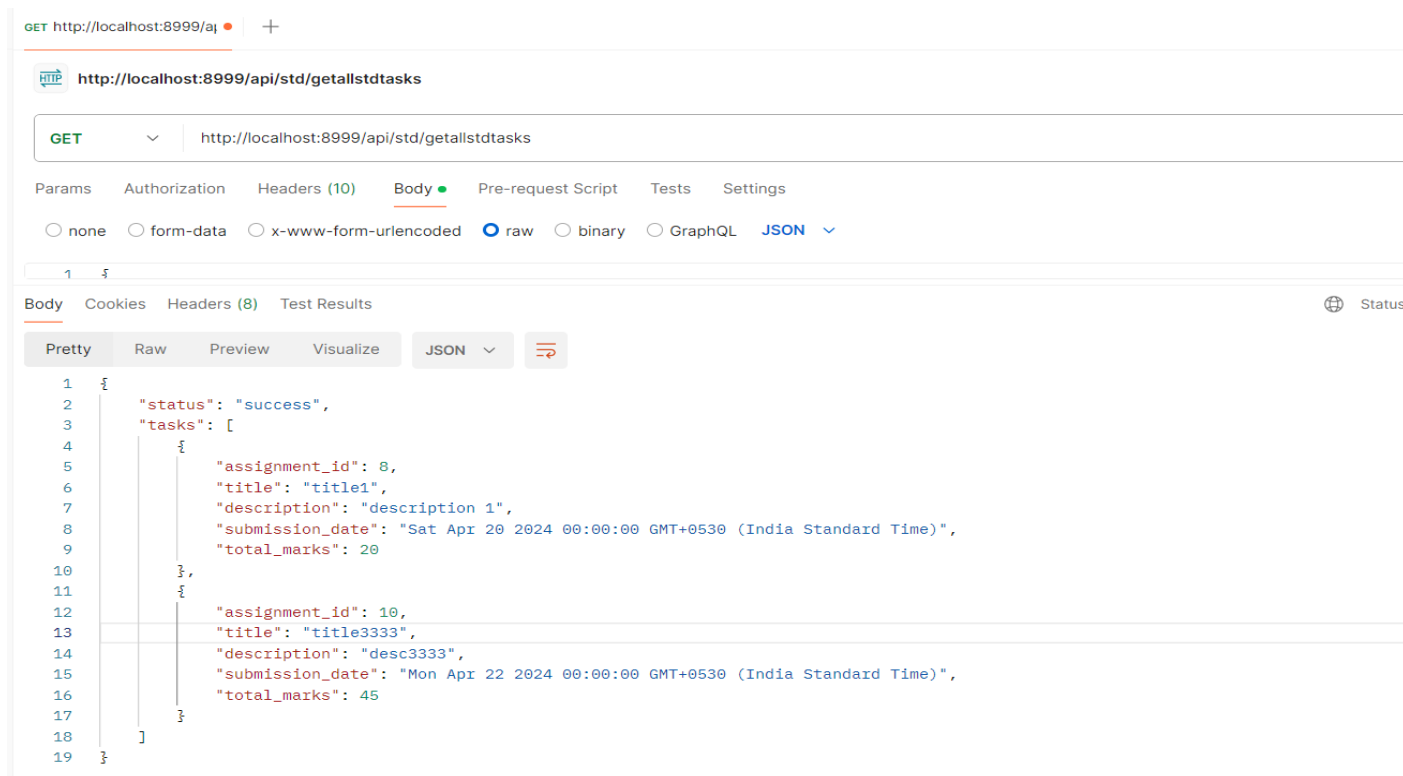 GET http://localhost:8999/a
HTTP http://localhost:8999/api/std/getallstdtasks
GET http://localhost:8999/api/std/getallstdtasks
Params Authorization Headers (10) Body Pre-request Script Tests Settings
none form-data x-www-form-urlencoded raw binary GraphQL JSON
1 {
Body Cookies Headers (8) Test Results Status
Pretty Raw Preview Visualize JSON
1 {
2 "status": "success",
3 "tasks": [
4 {
5 "assignment_id": 8,
6 "title": "title1",
7 "description": "description 1",
8 "submission_date": "Sat Apr 20 2024 00:00:00 GMT+0530 (India Standard Time)",
9 "total_marks": 20
10 },
11 {
12 "assignment_id": 10,
13 "title": "title3333",
14 "description": "desc3333",
15 "submission_date": "Mon Apr 22 2024 00:00:00 GMT+0530 (India Standard Time)",
16 "total_marks": 45
17 }
18 ]
19 }